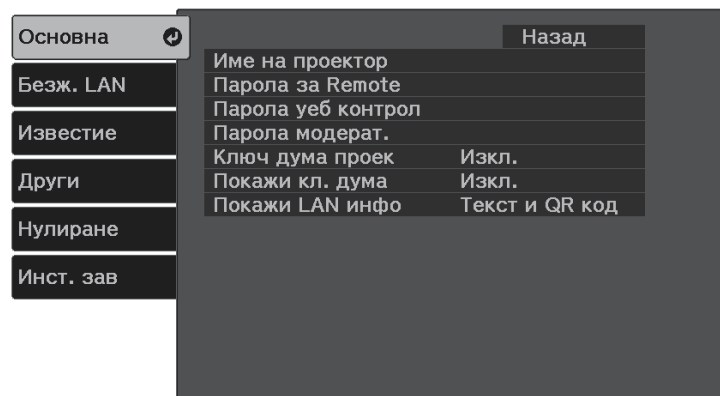 Основна
Безж. LAN
Известие
Други
Нулиране
Инст. зав
Назад
Име на проектор
Парола за Remote
Парола уеб контрол
Парола модерат.
Ключ дума проек Изкл.
Покажи кл. дума Изкл.
Покажи LAN инфо Текст и QR код